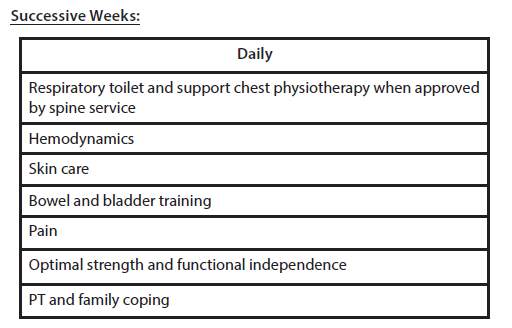 Successive Weeks:
Daily
Respiratory toilet and support chest physiotherapy when approved
by spine service
Hemodynamics
Skin care
Bowel and bladder training
Pain
Optimal strength and functional independence
PT and family coping